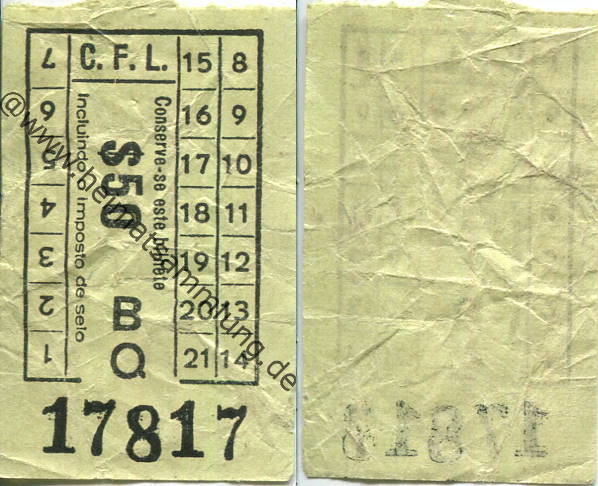 C. F. L.
7
6
5
4
3
2
1
15 8
16 9
17 10
18 11
19 12
20 13
21 14
Conserve-se este bilhete
$50
Incluindo o imposto de selo
B
Q
17817
@www.heimatsammlung.de
17818